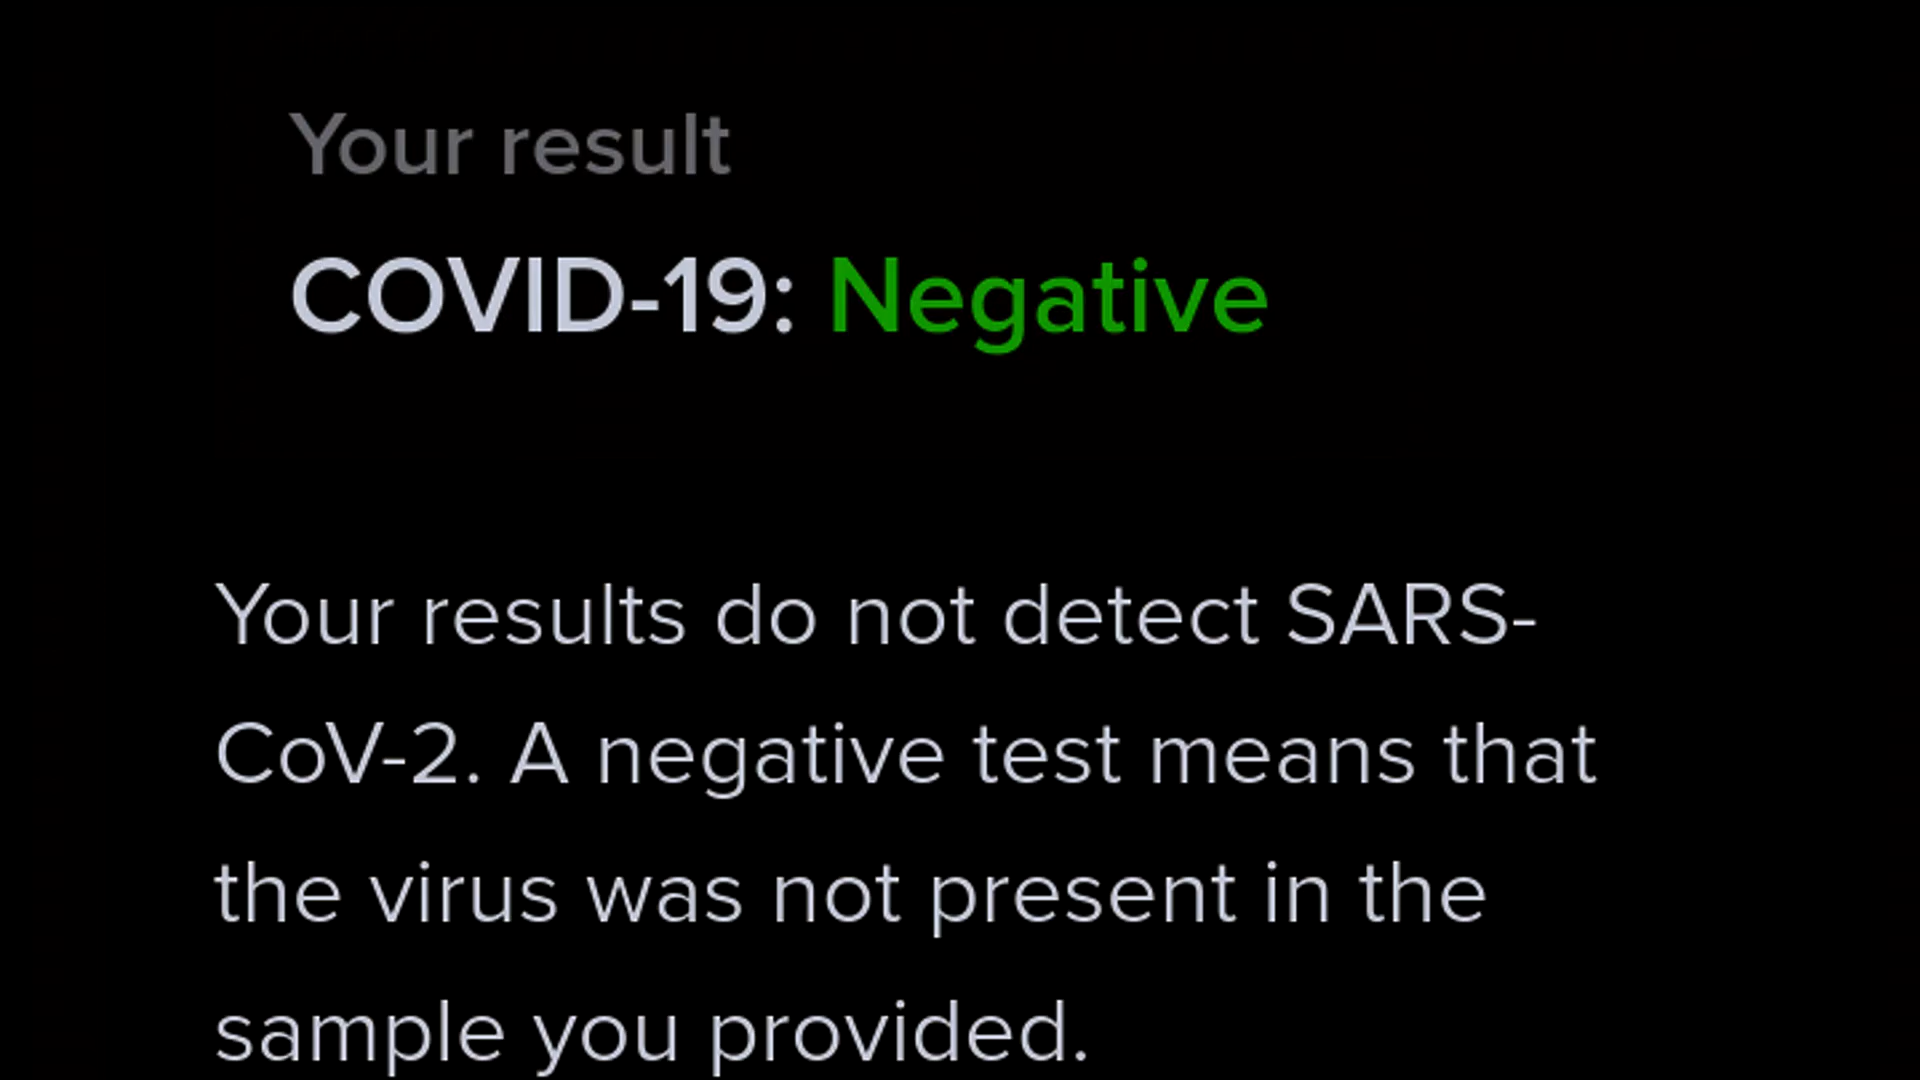 Your result
COVID-19: Negative
Your results do not detect SARS-
CoV-2. A negative test means that
the virus was not present in the
sample you provided.